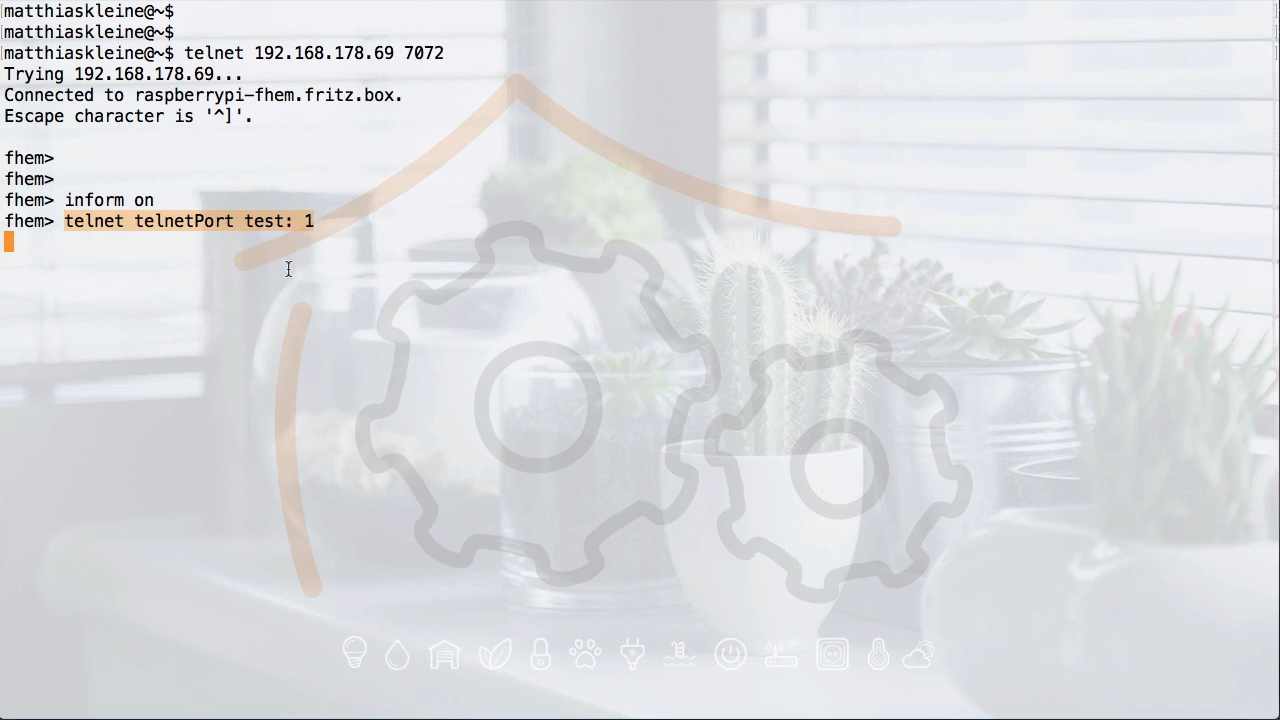 matthiaskleine@~$
matthiaskleine@~$
matthiaskleine@~$ telnet 192.168.178.69 7072
Trying 192.168.178.69...
Connected to raspberrypi-fhem.fritz.box.
Escape character is '^]'.
fhem>
fhem>
fhem> inform on
fhem> telnet telnetPort test: 1